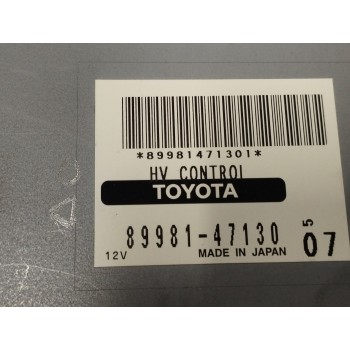 *89981471301*
HV CONTROL
TOYOTA
89981-47130
12V MADE IN JAPAN
5
07